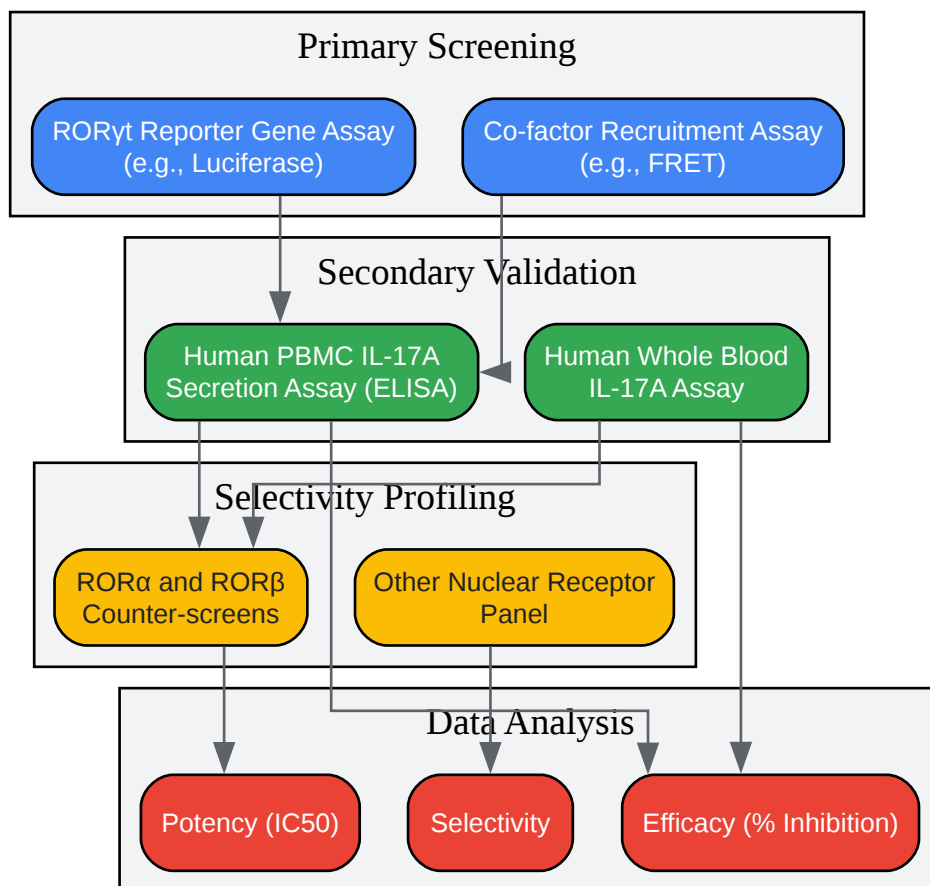 Primary Screening
RORγt Reporter Gene Assay
(e.g., Luciferase)
Co-factor Recruitment Assay
(e.g., FRET)
Secondary Validation
Human PBMC IL-17A
Secretion Assay (ELISA)
Human Whole Blood
IL-17A Assay
Selectivity Profiling
RORα and RORβ
Counter-screens
Other Nuclear Receptor
Panel
Data Analysis
Potency (IC50)
Selectivity
Efficacy (% Inhibition)